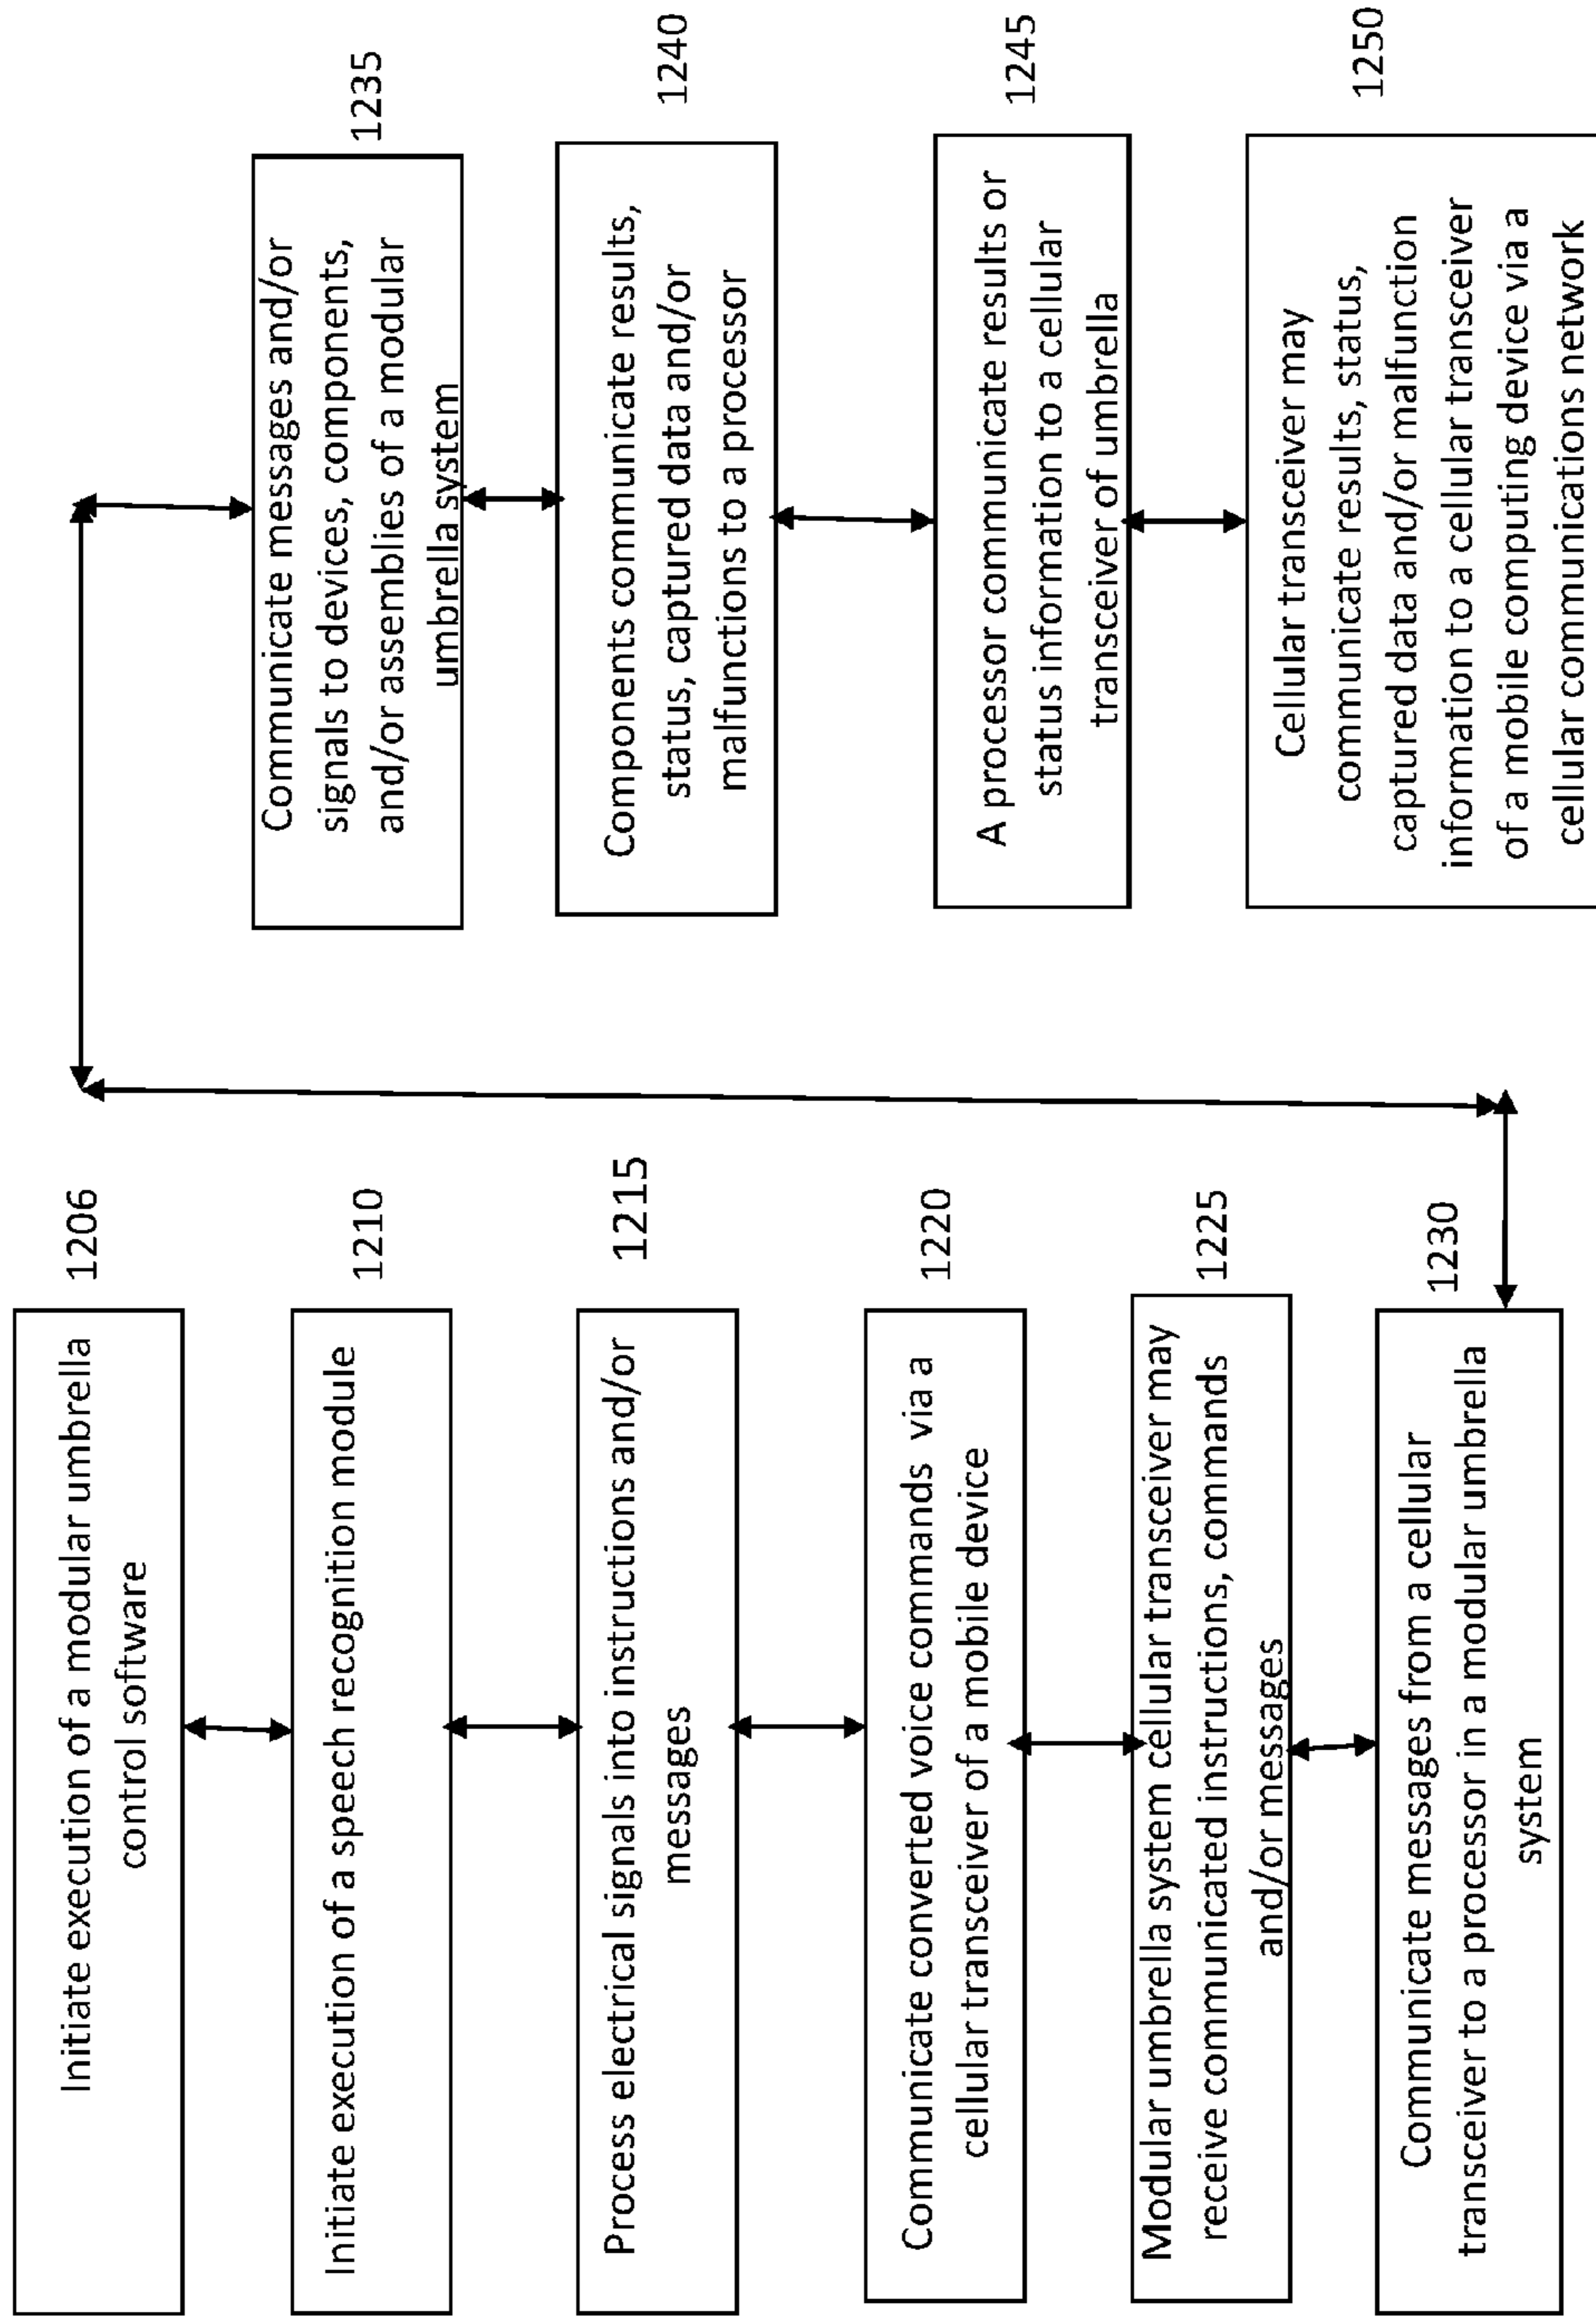 Initiate execution of a modular umbrella
control software
1206
Initiate execution of a speech recognition module
1210
Process electrical signals into instructions and/or
messages
1215
Communicate converted voice commands via a
cellular transceiver of a mobile device
1220
Modular umbrella system cellular transceiver may
receive communicated instructions, commands
and/or messages
1225
Communicate messages from a cellular
transceiver to a processor in a modular umbrella
system
1230
Communicate messages and/or
signals to devices, components,
and/or assemblies of a modular
umbrella system
1235
Components communicate results,
status, captured data and/or
malfunctions to a processor
1240
A processor communicate results or
status information to a cellular
transceiver of umbrella
1245
Cellular transceiver may
communicate results, status,
captured data and/or malfunction
information to a cellular transceiver
of a mobile computing device via a
cellular communications network
1250